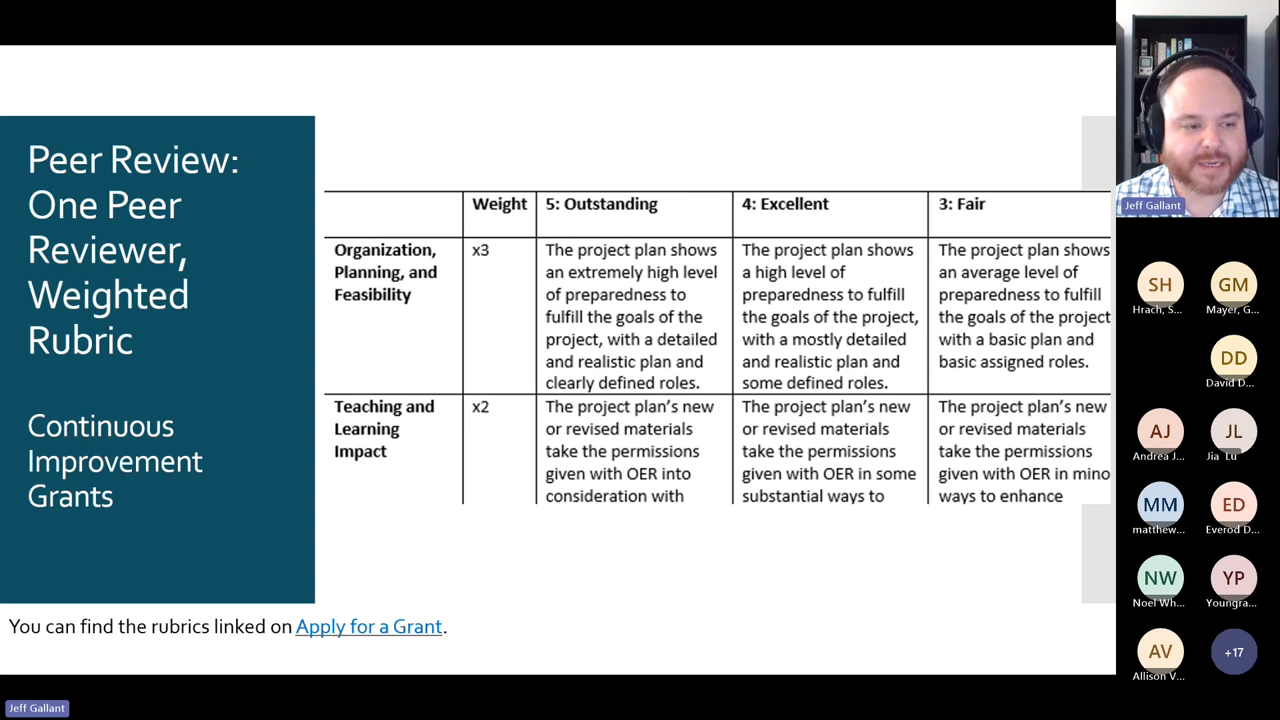 Peer Review:
One Peer
Reviewer,
Weighted
Rubric
Continuous
Improvement
Grants
Weight
5: Outstanding
4: Excellent
3: Fair
Organization,
Planning, and
Feasibility
x3
The project plan shows
an extremely high level
of preparedness to
fulfill the goals of the
project, with a detailed
and realistic plan and
clearly defined roles.
The project plan shows
a high level of
preparedness to fulfill
the goals of the project,
with a mostly detailed
and realistic plan and
some defined roles.
The project plan shows
an average level of
preparedness to fulfill
the goals of the project
with a basic plan and
basic assigned roles.
Teaching and
Learning
Impact
x2
The project plan's new
or revised materials
take the permissions
given with OER into
consideration with
The project plan's new
or revised materials
take the permissions
given with OER in some
substantial ways to
The project plan's new
or revised materials
take the permissions
given with OER in mino
ways to enhance
You can find the rubrics linked on Apply for a Grant.
Jeff Gallant
Jeff Gallant
SH
Hrach, S...
GM
Mayer, G...
DD
David D...
AJ
Andrea J...
JL
Jia Lu
MM
matthew...
ED
Everod D...
NW
Noel Wh...
YP
Youngra...
AV
Allison V...
+17